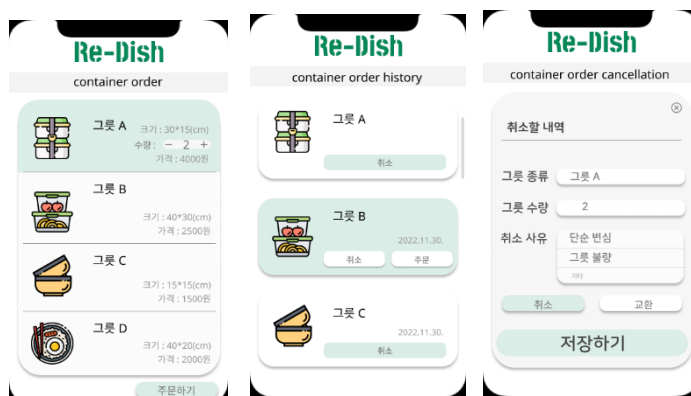 Re-Dish
container order
그릇 A
크기 : 30*15(cm)
수량 : － 2 +
가격 : 4000원
그릇 B
크기 : 40*30(cm)
가격 : 2500원
그릇 C
크기 : 15*15(cm)
가격 : 1500원
그릇 D
크기 : 40*20(cm)
가격 : 2000원
주문하기
Re-Dish
container order history
그릇 A
취소
그릇 B
2022.11.30.
취소 주문
그릇 C
2022.11.30.
취소
Re-Dish
container order cancellation
취소할 내역
그릇 종류 그릇 A
그릇 수량 2
취소 사유 단순 변심
그릇 불량
기타
취소 교환
저장하기